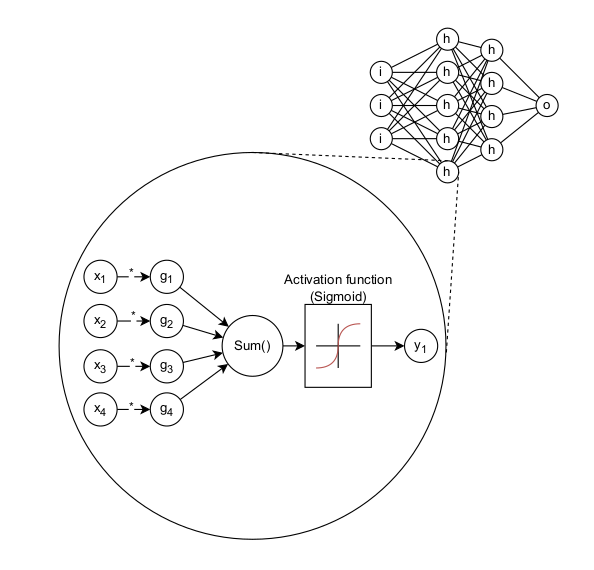 h
h
i
h
h
i
h
o
h
i
h
h
h
x1 * g1
Activation function
(Sigmoid)
x2 * g2
Sum()
y1
x3 * g3
x4 * g4